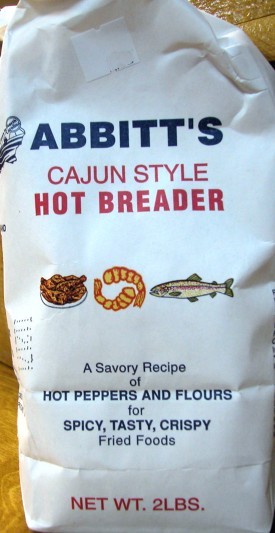 ABBITT'S
CAJUN STYLE
HOT BREADER
A Savory Recipe
of
HOT PEPPERS AND FLOURS
for
SPICY, TASTY, CRISPY
Fried Foods
NET WT. 2LBS.